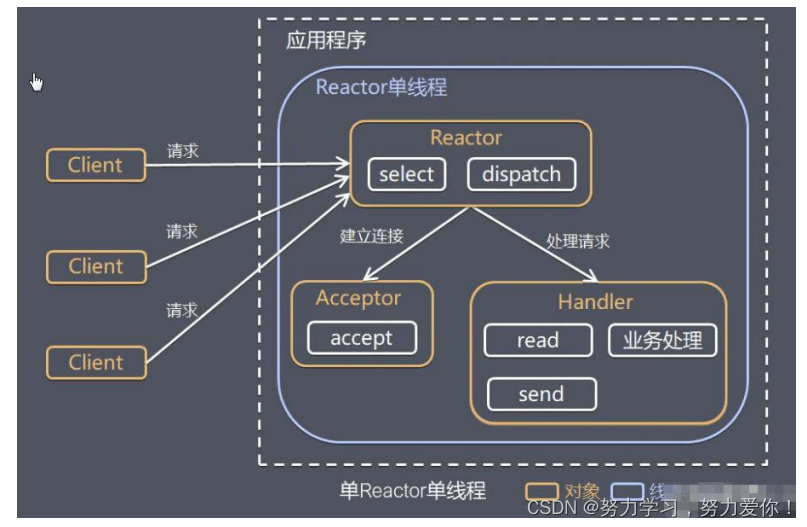 应用程序
Reactor单线程
Reactor
select
dispatch
Client
请求
Client
请求
Client
请求
建立连接
处理请求
Acceptor
accept
Handler
read
业务处理
send
单Reactor单线程
对象
线
CSDN @努力学习，努力爱你！